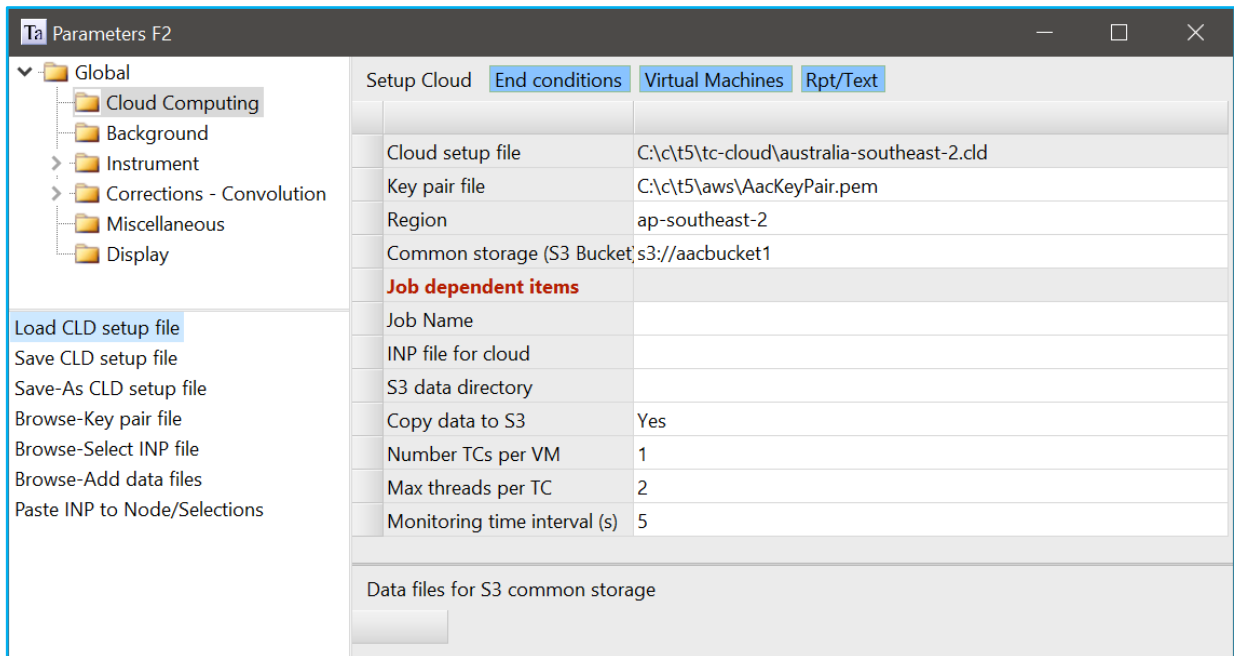 Ta Parameters F2
Global
Cloud Computing
Background
Instrument
Corrections - Convolution
Miscellaneous
Display
Load CLD setup file
Save CLD setup file
Save-As CLD setup file
Browse-Key pair file
Browse-Select INP file
Browse-Add data files
Paste INP to Node/Selections
Setup Cloud End conditions Virtual Machines Rpt/Text
Cloud setup file C:\c\t5\tc-cloud\australia-southeast-2.cld
Key pair file C:\c\t5\aws\AacKeyPair.pem
Region ap-southeast-2
Common storage (S3 Bucket) s3://aacbucket1
Job dependent items
Job Name
INP file for cloud
S3 data directory
Copy data to S3 Yes
Number TCs per VM 1
Max threads per TC 2
Monitoring time interval (s) 5
Data files for S3 common storage